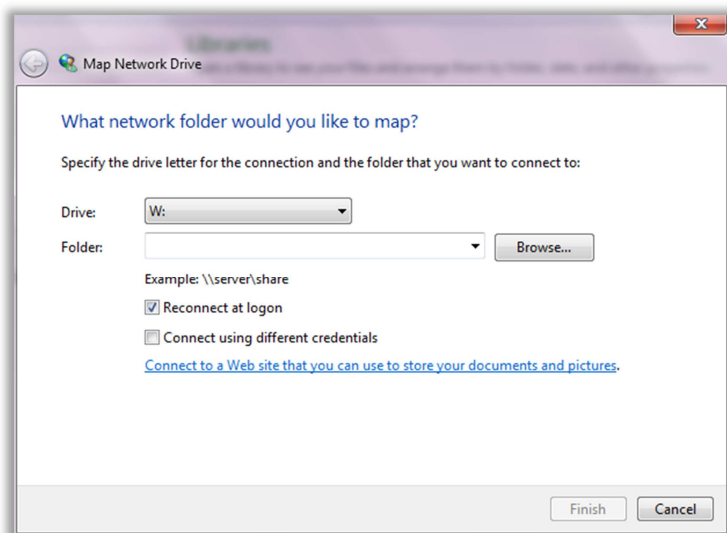 Libraries
Map Network Drive
What network folder would you like to map?
Specify the drive letter for the connection and the folder that you want to connect to:
Drive: W:
Folder: Browse...
Example: \\server\share
Reconnect at logon
Connect using different credentials
Connect to a Web site that you can use to store your documents and pictures.
Finish Cancel